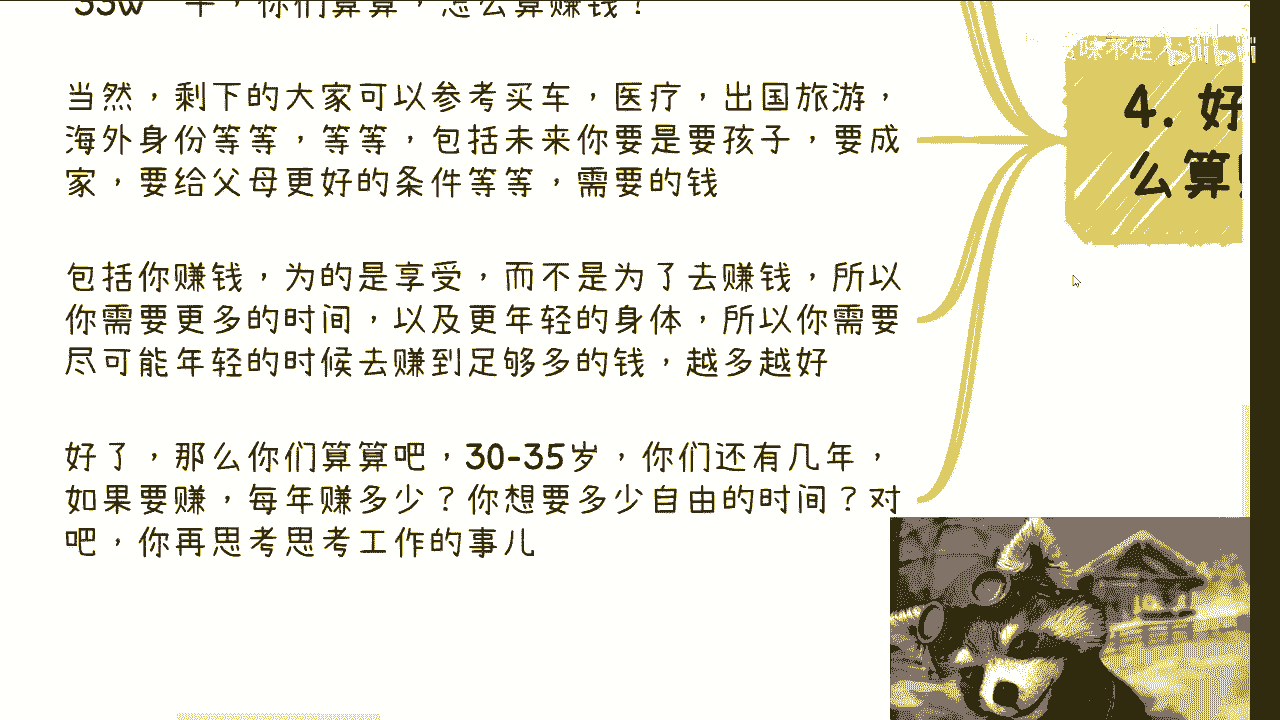 33w一年，你们算算，怎么算赚钱？
当然，剩下的大家可以参考买车，医疗，出国旅游，
海外身份等等，等等，包括未来你要是要孩子，要成
家，要给父母更好的条件等等，需要的钱
包括你赚钱，为的是享受，而不是为了去赚钱，所以
你需要更多的时间，以及更年轻的身体，所以你需要
尽可能年轻的时候去赚到足够多的钱，越多越好
好了，那么你们算算吧，30-35岁，你们还有几年，
如果要赚，每年赚多少？你想要多少自由的时间？对
吧，你再思考思考工作的事儿
4. 好
么算
味不足
bilibili